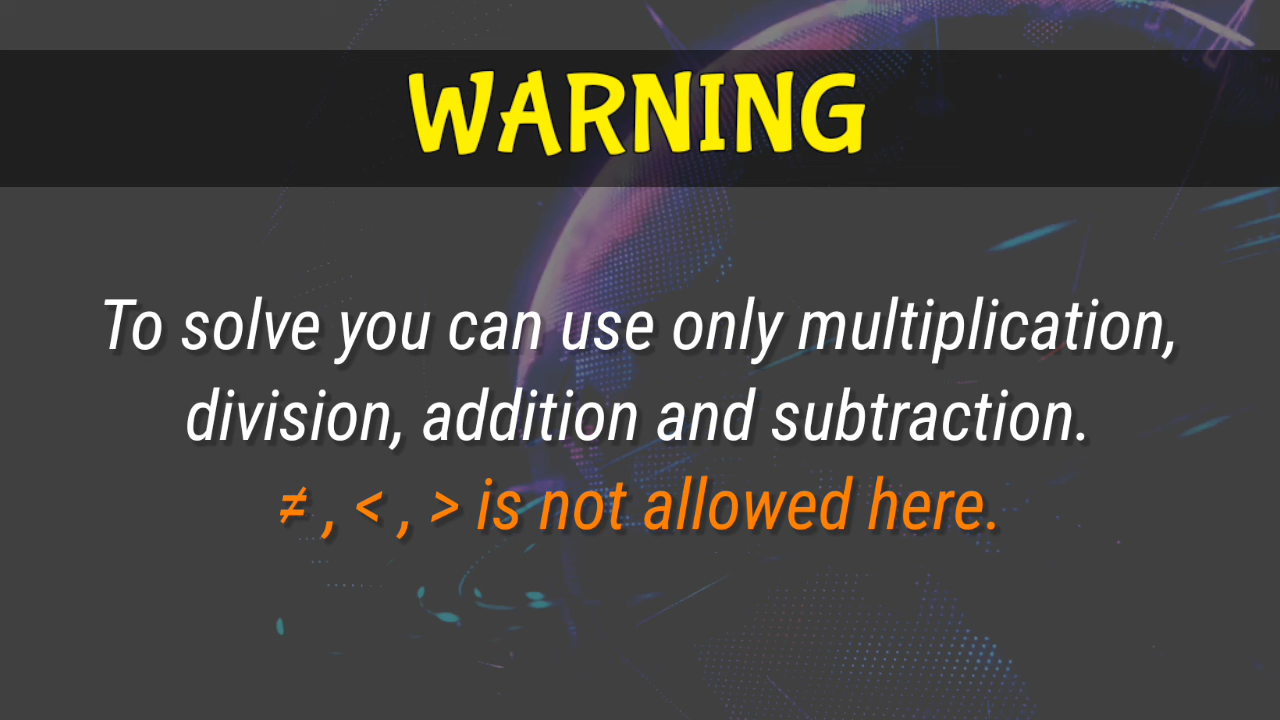 WARNING
To solve you can use only multiplication,
division, addition and subtraction.
≠ , < , > is not allowed here.